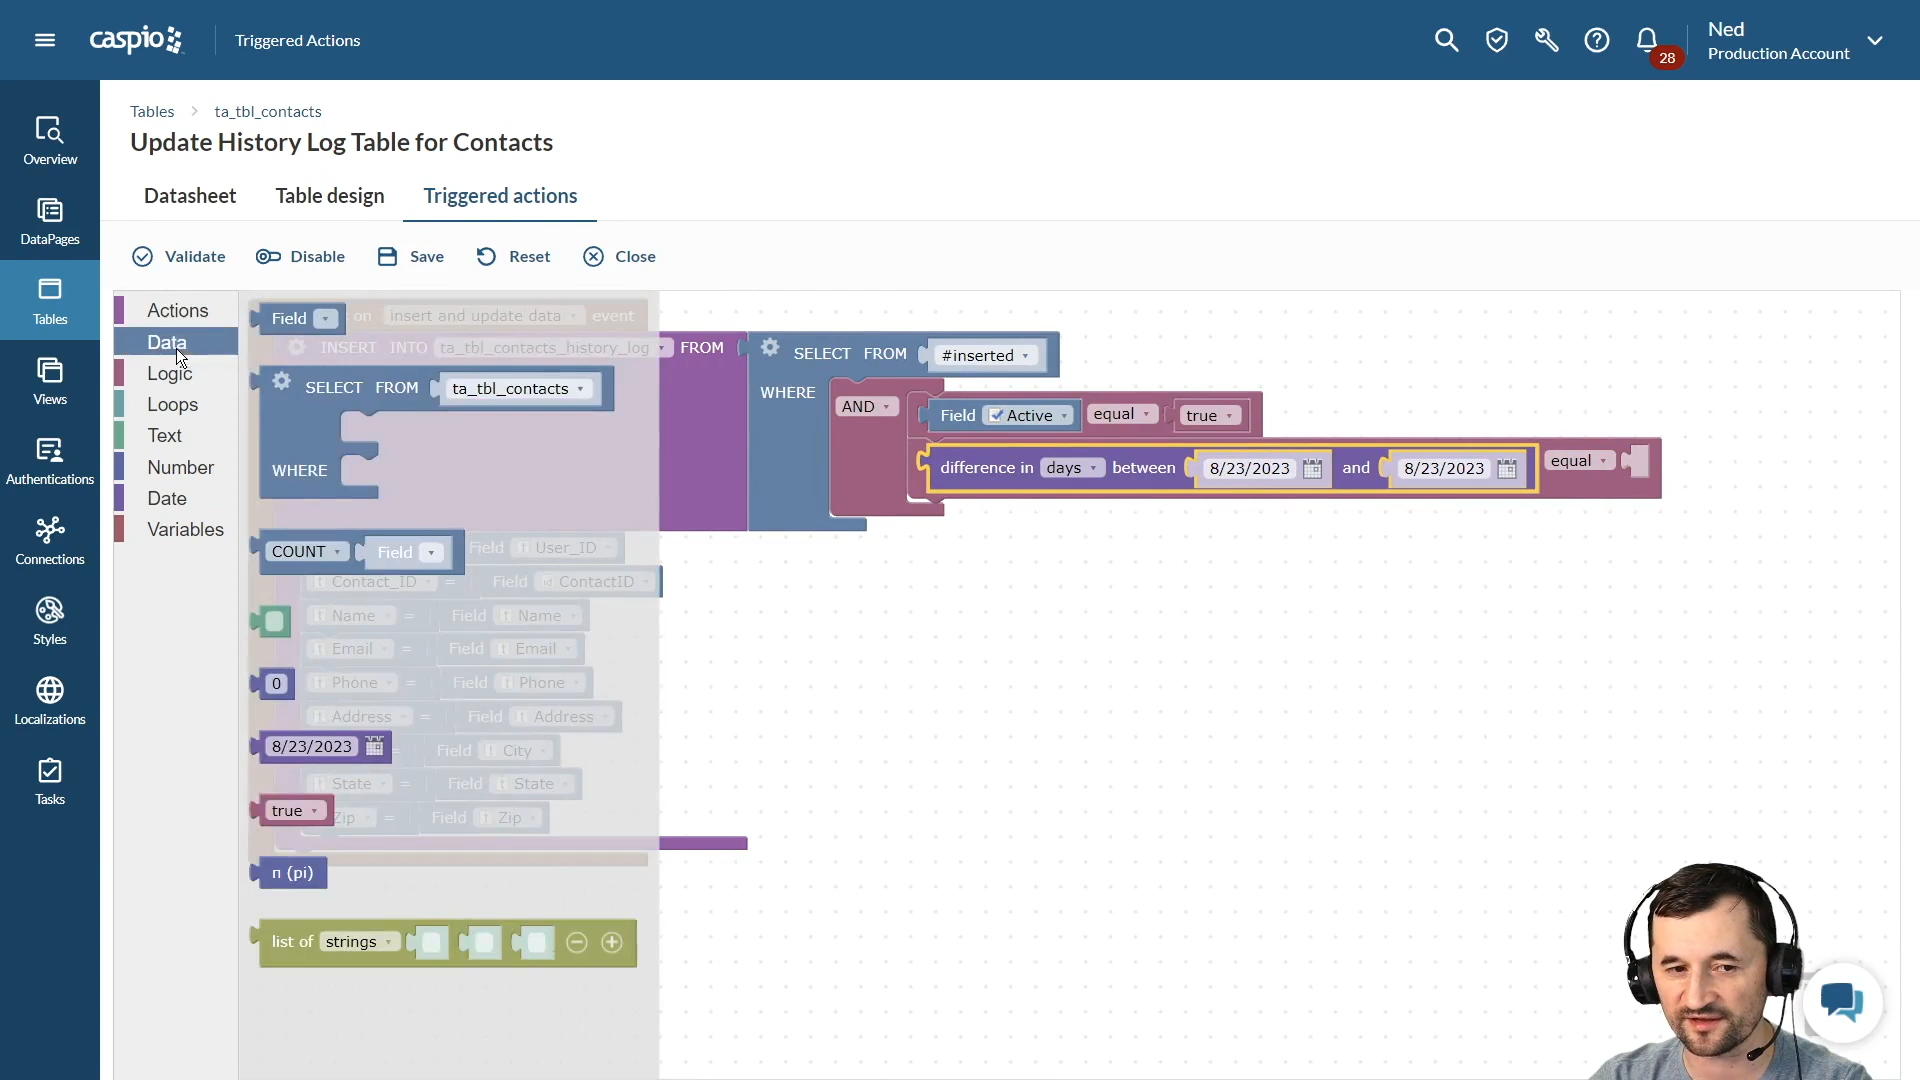 caspio
Triggered Actions
28
Ned
Production Account
Overview
DataPages
Tables
Views
Authentications
Connections
Styles
Localizations
Tasks
Tables > ta_tbl_contacts
Update History Log Table for Contacts
Datasheet Table design Triggered actions
Validate Disable Save Reset Close
Actions
Data
Logic
Loops
Text
Number
Date
Variables
Field
on insert and update data event
INSERT INTO ta_tbl_contacts_history_log FROM
SELECT FROM #inserted
WHERE
AND
Field Active equal true
difference in days between 8/23/2023 and 8/23/2023 equal
SELECT FROM ta_tbl_contacts
WHERE
COUNT Field
Field User_ID
Contact_ID = Field ContactID
Name = Field Name
Email = Field Email
0
Phone = Field Phone
Address = Field Address
8/23/2023
= Field City
State = Field State
true
Zip = Field Zip
π (pi)
list of strings